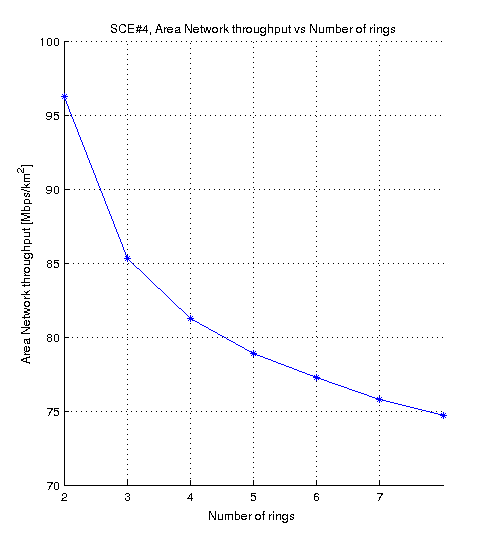 SCE#4, Area Network throughput vs Number of rings
100
95
90
85
80
75
70
Area Network throughput [Mbps/km²]
2 3 4 5 6 7
Number of rings